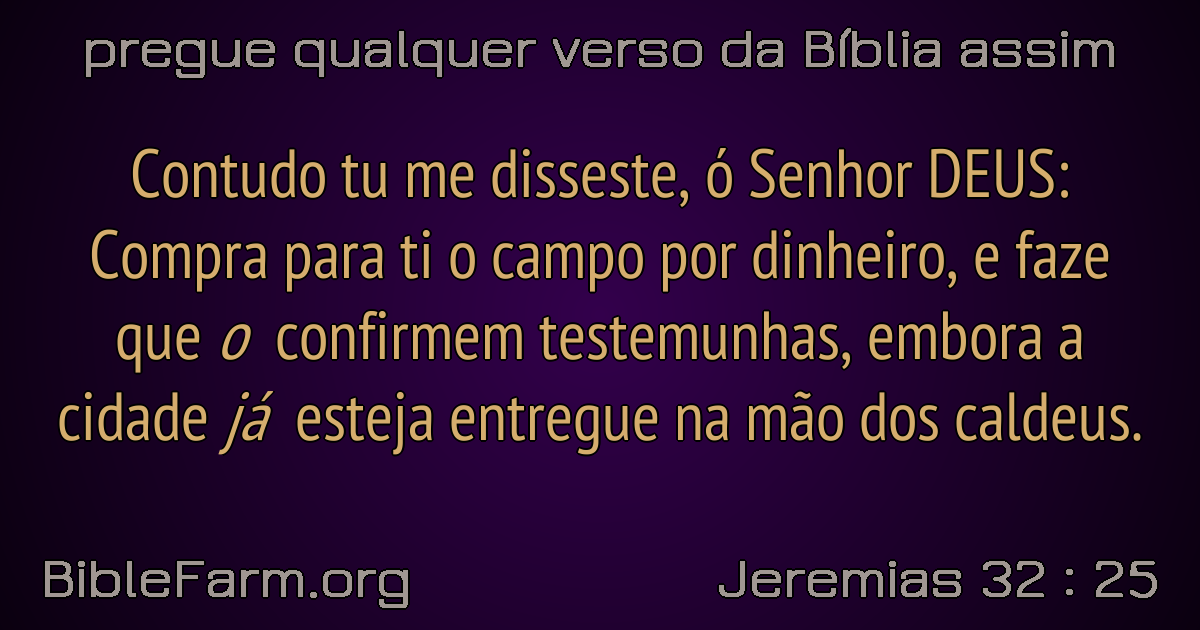 pregue qualquer verso da Bíblia assim
Contudo tu me disseste, ó Senhor DEUS:
Compra para ti o campo por dinheiro, e faze
que o confirmem testemunhas, embora a
cidade já esteja entregue na mão dos caldeus.
BibleFarm.org
Jeremias 32 : 25